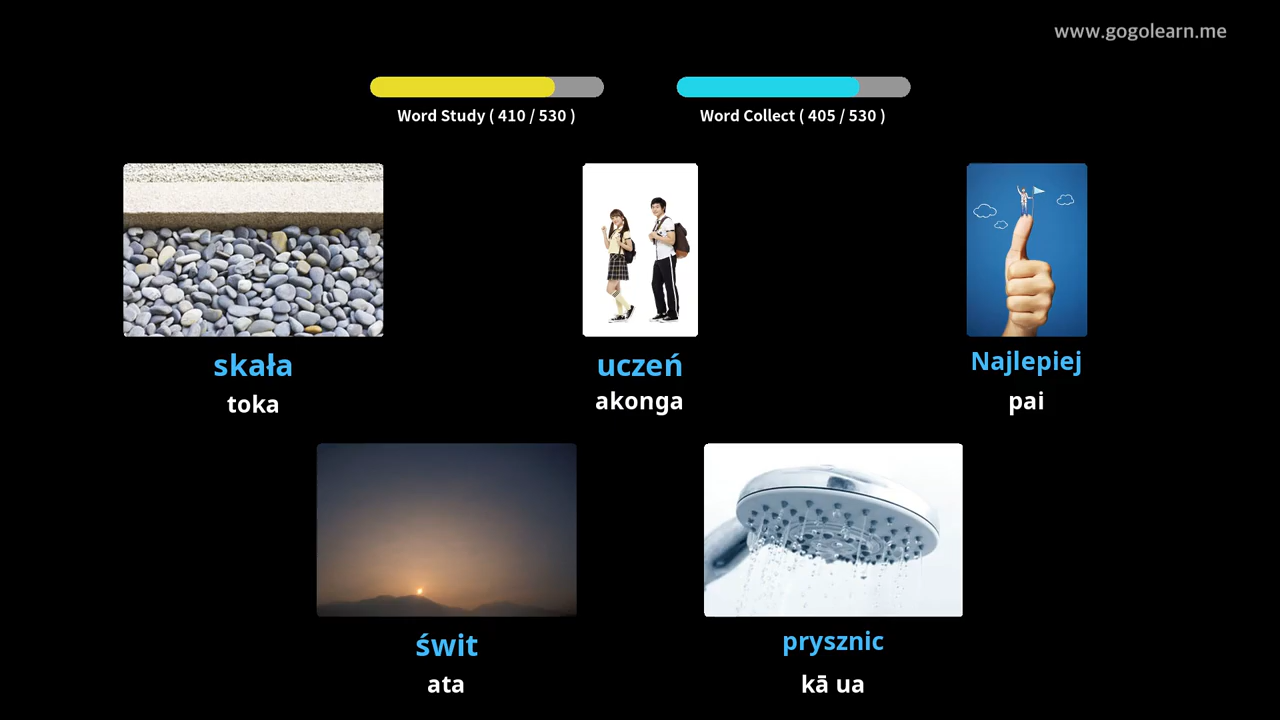 www.gogolearn.me
Word Study ( 410 / 530 )
Word Collect ( 405 / 530 )
skała
toka
uczeń
akonga
Najlepiej
pai
świt
ata
prysznic
kā ua